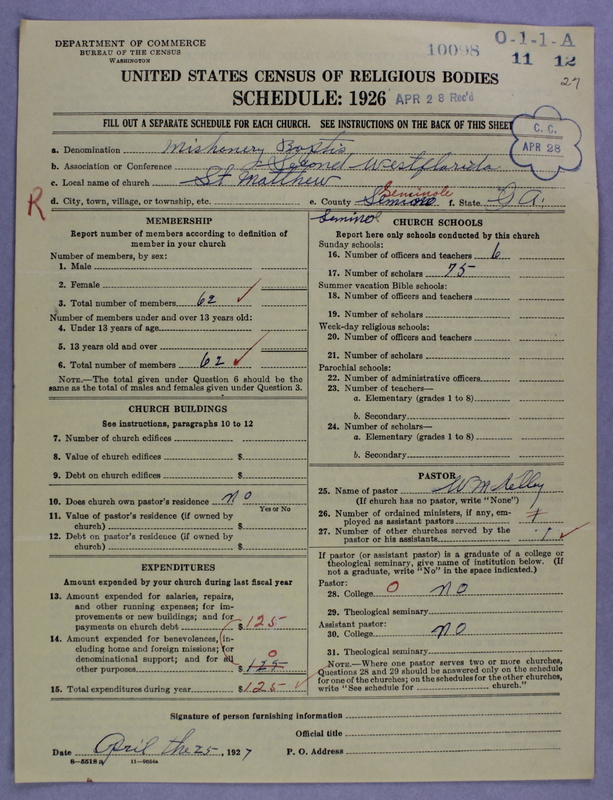 DEPARTMENT OF COMMERCE
BUREAU OF THE CENSUS
WASHINGTON
10098
O-1-1-A
11 12
27
UNITED STATES CENSUS OF RELIGIOUS BODIES
SCHEDULE: 1926 APR 28 Rec'd
FILL OUT A SEPARATE SCHEDULE FOR EACH CHURCH. SEE INSTRUCTIONS ON THE BACK OF THIS SHEET
C. C.
APR 28
a. Denomination Mishonery Baptis
b. Association or Conference Second West florida
c. Local name of church St Matthew
R
d. City, town, village, or township, etc. e. County Seminole f. State Ga.
MEMBERSHIP
Report number of members according to definition of
member in your church
Number of members, by sex:
1. Male
2. Female
3. Total number of members 62
Number of members under and over 13 years old:
4. Under 13 years of age
5. 13 years old and over
6. Total number of members 62
NOTE.—The total given under Question 6 should be the
same as the total of males and females given under Question 3.
CHURCH BUILDINGS
See instructions, paragraphs 10 to 12
7. Number of church edifices
8. Value of church edifices $
9. Debt on church edifices $
10. Does church own pastor's residence no
Yes or No
11. Value of pastor's residence (if owned by
church) $
12. Debt on pastor's residence (if owned by
church) $
EXPENDITURES
Amount expended by your church during last fiscal year
13. Amount expended for salaries, repairs,
and other running expenses; for im-
provements or new buildings; and for
payments on church debt $ 125
14. Amount expended for benevolences, in-
cluding home and foreign missions; for
denominational support; and for all 0
other purposes $ 125
15. Total expenditures during year $ 125
Seminol
CHURCH SCHOOLS
Report here only schools conducted by this church
Sunday schools:
16. Number of officers and teachers 6
17. Number of scholars 75
Summer vacation Bible schools:
18. Number of officers and teachers
19. Number of scholars
Week-day religious schools:
20. Number of officers and teachers
21. Number of scholars
Parochial schools:
22. Number of administrative officers
23. Number of teachers—
a. Elementary (grades 1 to 8)
b. Secondary
24. Number of scholars—
a. Elementary (grades 1 to 8)
b. Secondary
PASTOR
25. Name of pastor
(If church has no pastor, write "None")
26. Number of ordained ministers, if any, em-
ployed as assistant pastors
27. Number of other churches served by the
pastor or his assistants 1
If pastor (or assistant pastor) is a graduate of a college or
theological seminary, give name of institution below. (If
not a graduate, write "No" in the space indicated.)
Pastor:
28. College 0 no
29. Theological seminary
Assistant pastor:
30. College no
31. Theological seminary
NOTE.—Where one pastor serves two or more churches,
Questions 28 and 29 should be answered only on the schedule
for one of the churches; on the schedules for the other churches,
write "See schedule for church."
Signature of person furnishing information
Official title
Date April the 25, 1927 P. O. Address
8—5518 a 11—9054a